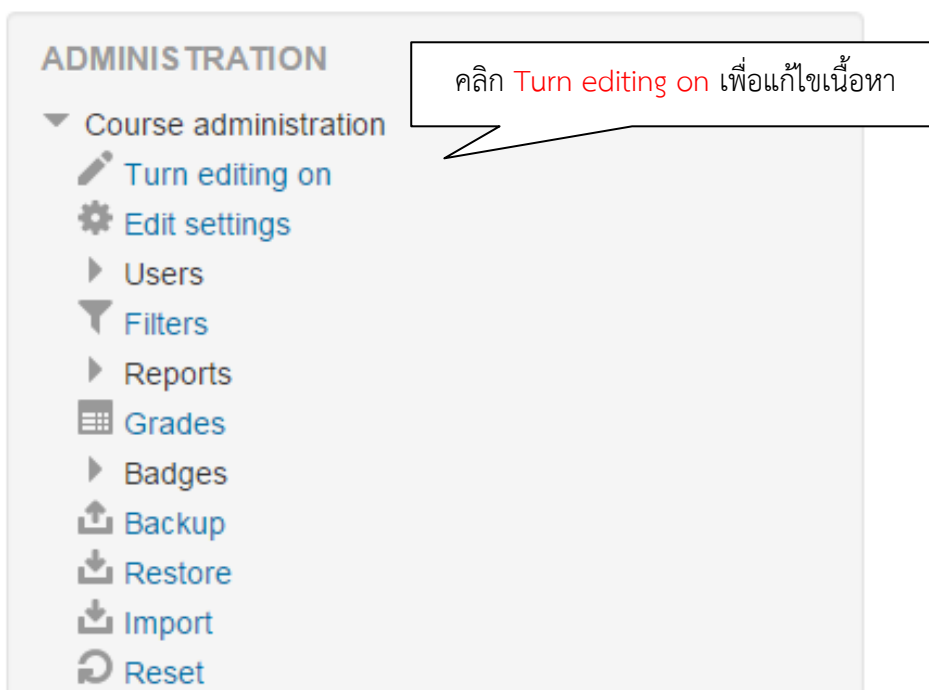 ADMINISTRATION
คลิก Turn editing on เพื่อแก้ไขเนื้อหา
Course administration
Turn editing on
Edit settings
Users
Filters
Reports
Grades
Badges
Backup
Restore
Import
Reset